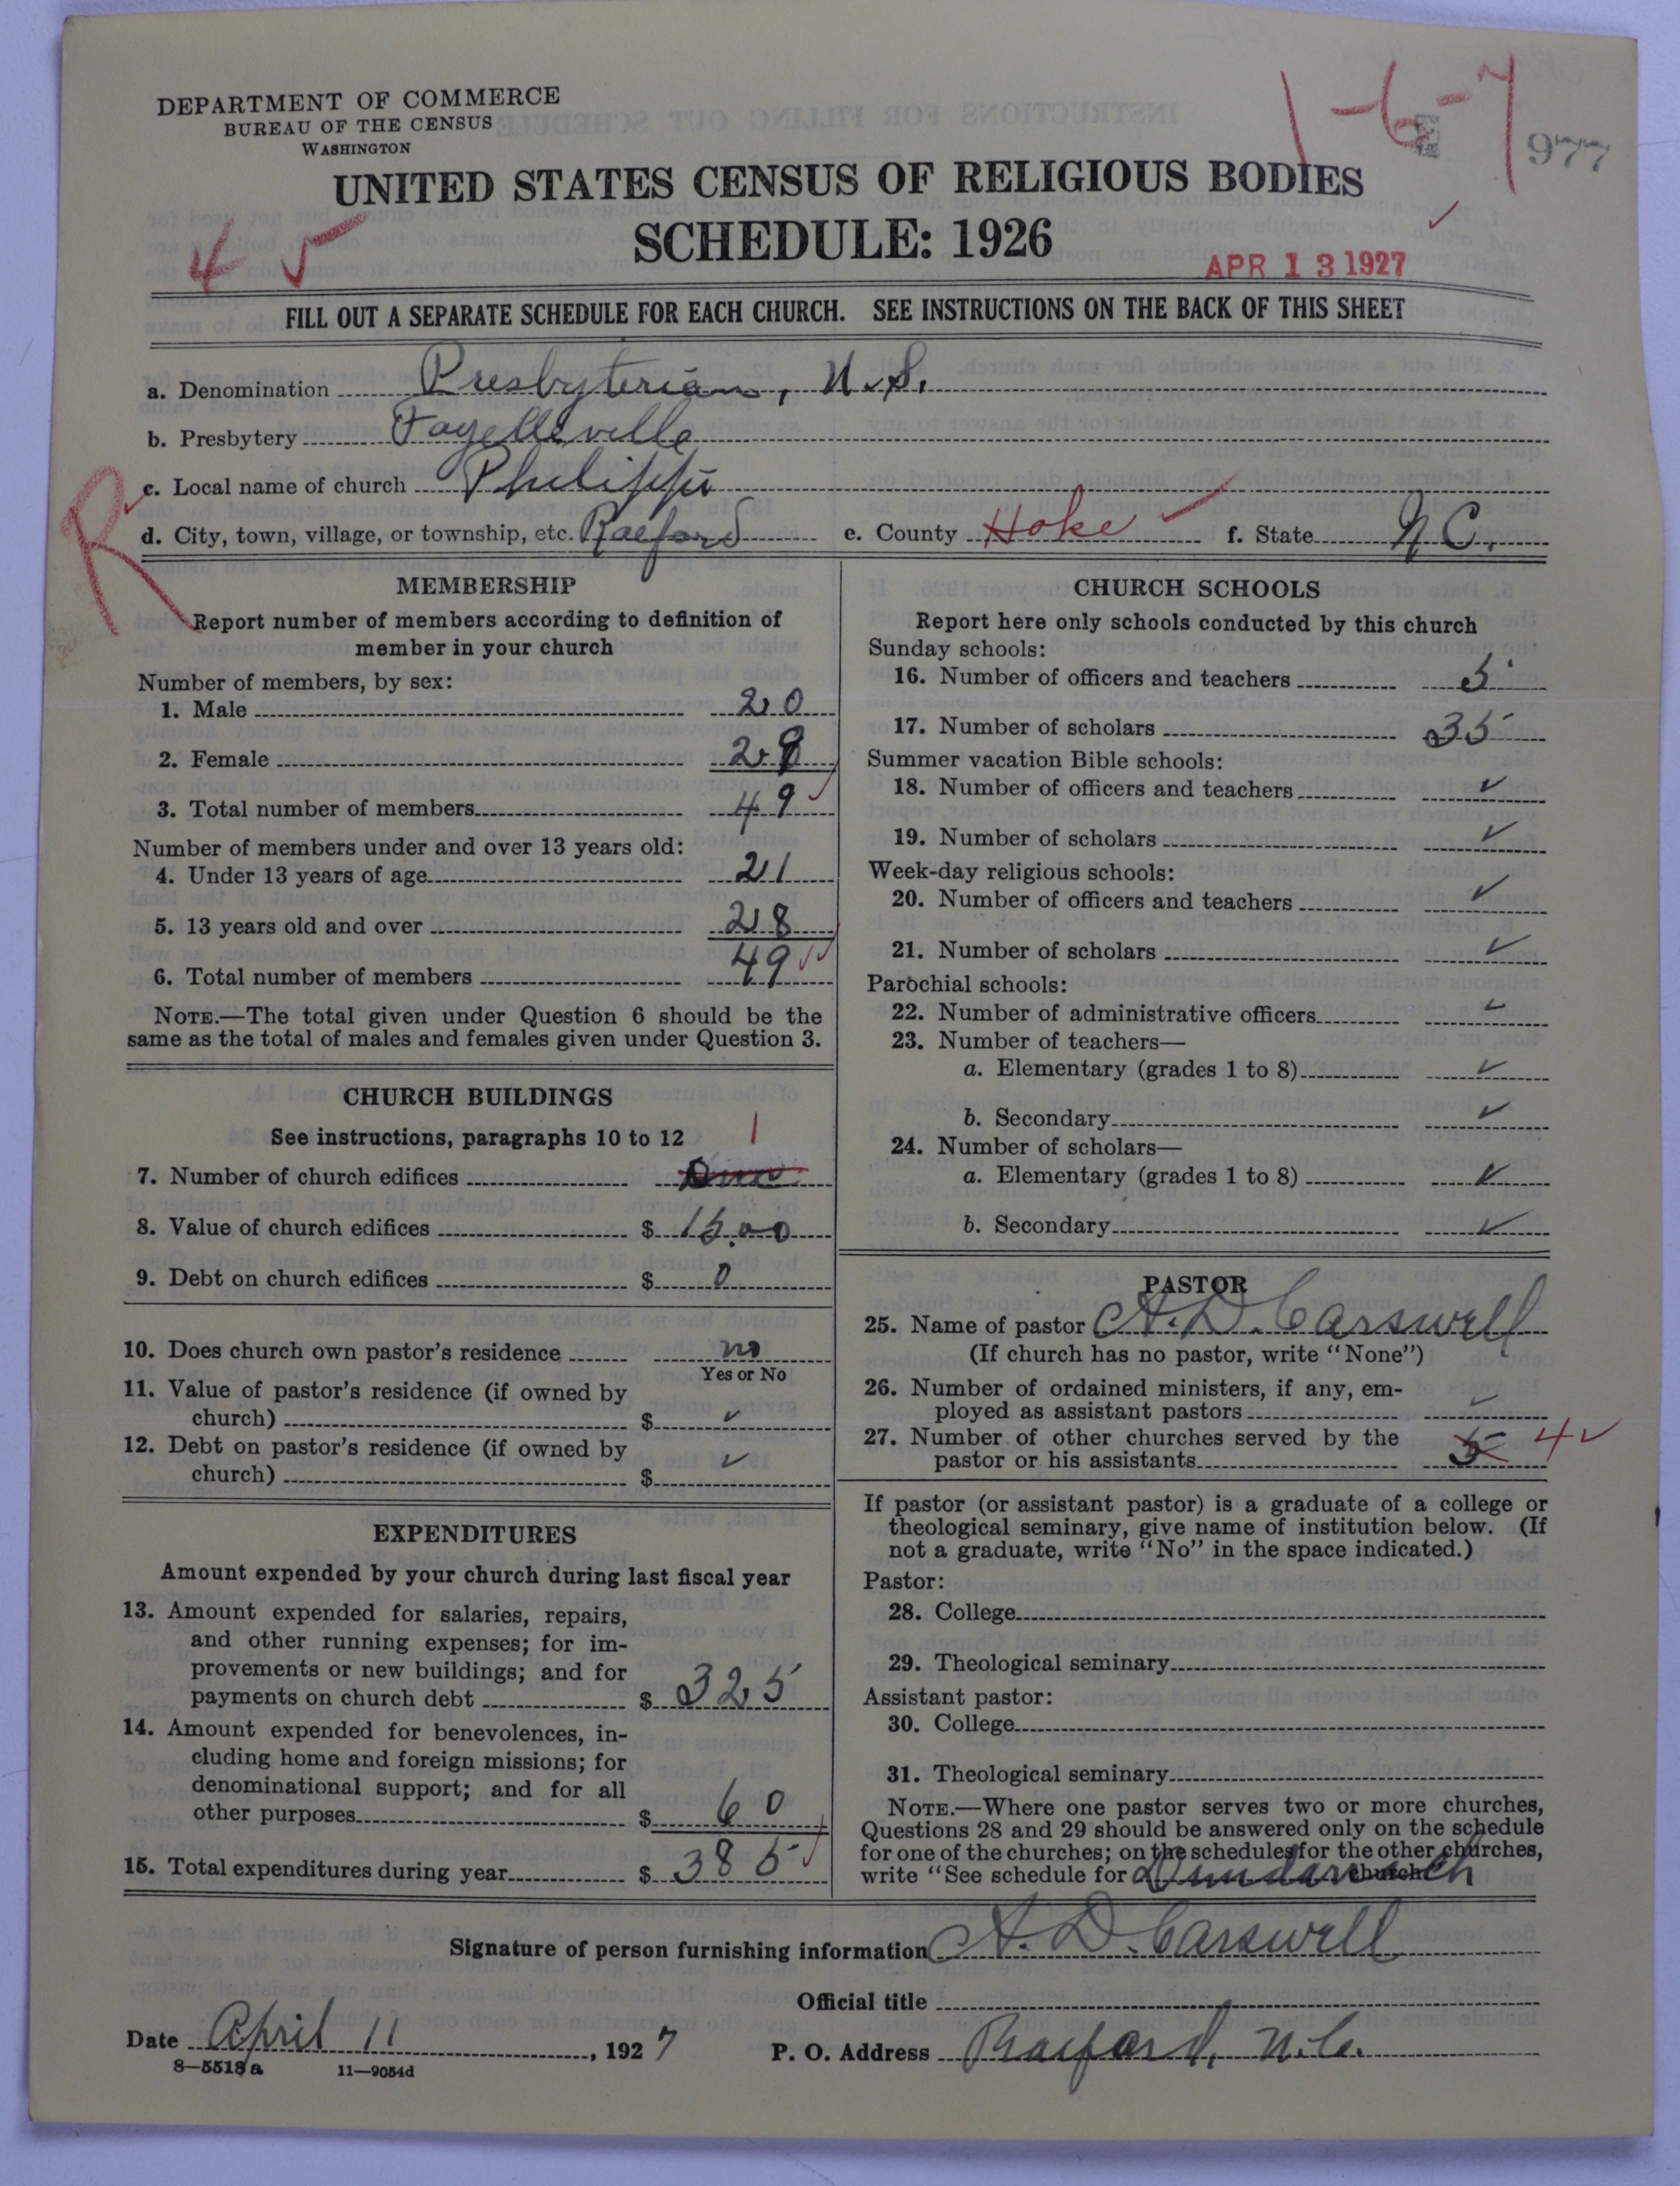 DEPARTMENT OF COMMERCE
BUREAU OF THE CENSUS
WASHINGTON
1-6-7
977
UNITED STATES CENSUS OF RELIGIOUS BODIES
SCHEDULE: 1926
APR 13 1927
FILL OUT A SEPARATE SCHEDULE FOR EACH CHURCH. SEE INSTRUCTIONS ON THE BACK OF THIS SHEET
a. Denomination Presbyterian, U.S.
b. Presbytery Fayetteville
c. Local name of church Philippi
R
d. City, town, village, or township, etc. Raeford e. County Hoke f. State N.C.
MEMBERSHIP
Report number of members according to definition of
member in your church
Number of members, by sex:
1. Male 20
2. Female 29
3. Total number of members 49
Number of members under and over 13 years old:
4. Under 13 years of age 21
5. 13 years old and over 28
6. Total number of members 49
NOTE.—The total given under Question 6 should be the
same as the total of males and females given under Question 3.
CHURCH BUILDINGS
See instructions, paragraphs 10 to 12
1
7. Number of church edifices One
8. Value of church edifices $ 15.00
9. Debt on church edifices $ 0
10. Does church own pastor's residence no
Yes or No
11. Value of pastor's residence (if owned by
church) $ ✓
12. Debt on pastor's residence (if owned by
church) $ ✓
EXPENDITURES
Amount expended by your church during last fiscal year
13. Amount expended for salaries, repairs,
and other running expenses; for im-
provements or new buildings; and for
payments on church debt $ 325
14. Amount expended for benevolences, in-
cluding home and foreign missions; for
denominational support; and for all
other purposes $ 60
15. Total expenditures during year $ 385
CHURCH SCHOOLS
Report here only schools conducted by this church
Sunday schools:
16. Number of officers and teachers 5
17. Number of scholars 35
Summer vacation Bible schools:
18. Number of officers and teachers ✓
19. Number of scholars ✓
Week-day religious schools:
20. Number of officers and teachers ✓
21. Number of scholars ✓
Parochial schools:
22. Number of administrative officers ✓
23. Number of teachers—
a. Elementary (grades 1 to 8) ✓
b. Secondary ✓
24. Number of scholars—
a. Elementary (grades 1 to 8) ✓
b. Secondary ✓
PASTOR
25. Name of pastor A. D. Carswell
(If church has no pastor, write "None")
26. Number of ordained ministers, if any, em-
ployed as assistant pastors ✓
27. Number of other churches served by the
pastor or his assistants 5 4 ✓
If pastor (or assistant pastor) is a graduate of a college or
theological seminary, give name of institution below. (If
not a graduate, write "No" in the space indicated.)
Pastor:
28. College
29. Theological seminary
Assistant pastor:
30. College
31. Theological seminary
NOTE.—Where one pastor serves two or more churches,
Questions 28 and 29 should be answered only on the schedule
for one of the churches; on the schedules for the other churches,
write "See schedule for Dundarrach church
Signature of person furnishing information A. D. Carswell
Official title
Date April 11, 1927 P. O. Address Raeford, N.C.
8—5518 a 11—9054d